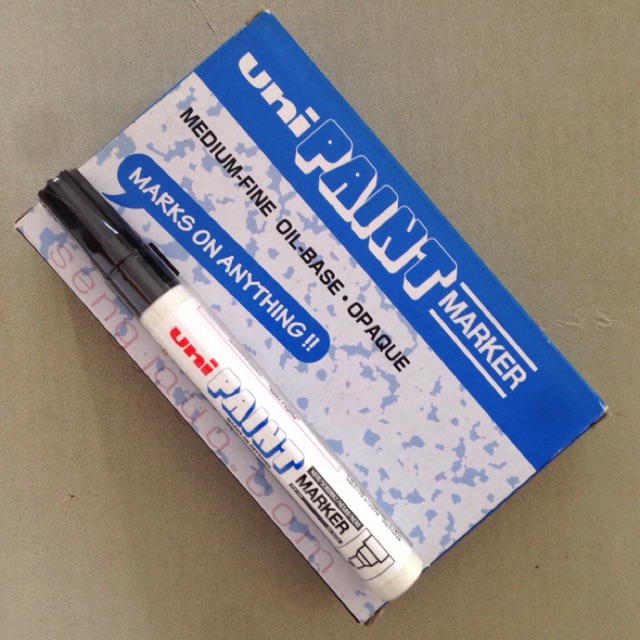 uni PAINT MARKER
MEDIUM-FINE OIL-BASE • OPAQUE
MARKS ON ANYTHING !!
uni PAINT
MARKER